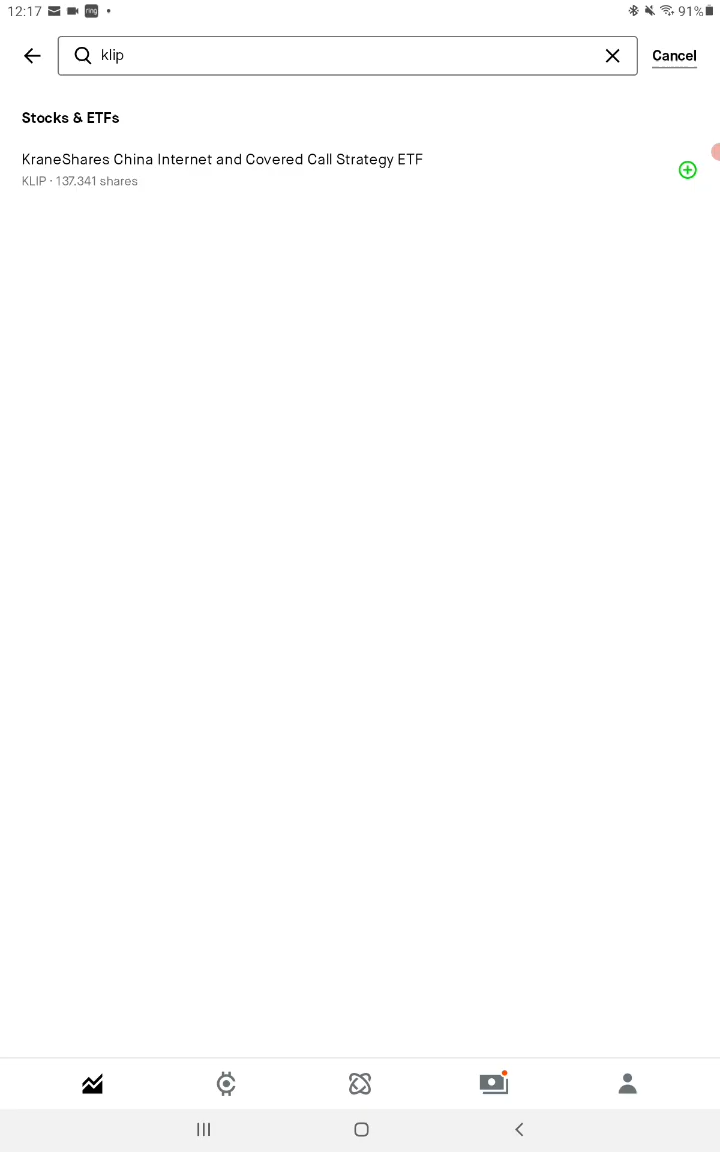 12:17 ring 91%
klip
Cancel
Stocks & ETFs
KraneShares China Internet and Covered Call Strategy ETF
KLIP · 137.341 shares